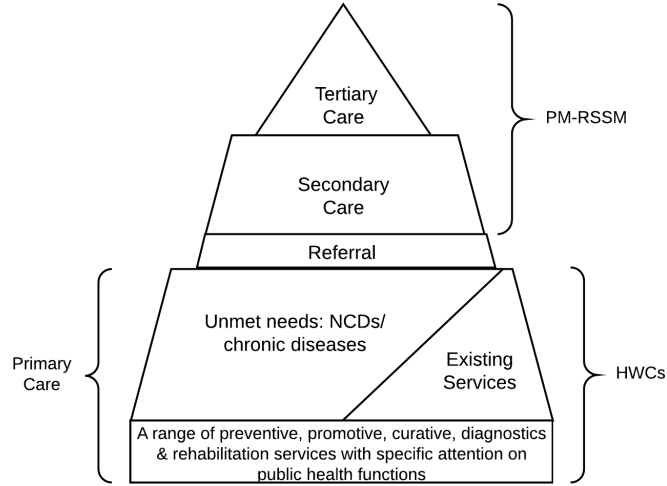 Tertiary
Care
PM-RSSM
Secondary
Care
Referral
Unmet needs: NCDs/
chronic diseases
Existing
Services
Primary
Care
HWCs
A range of preventive, promotive, curative, diagnostics
& rehabilitation services with specific attention on
public health functions